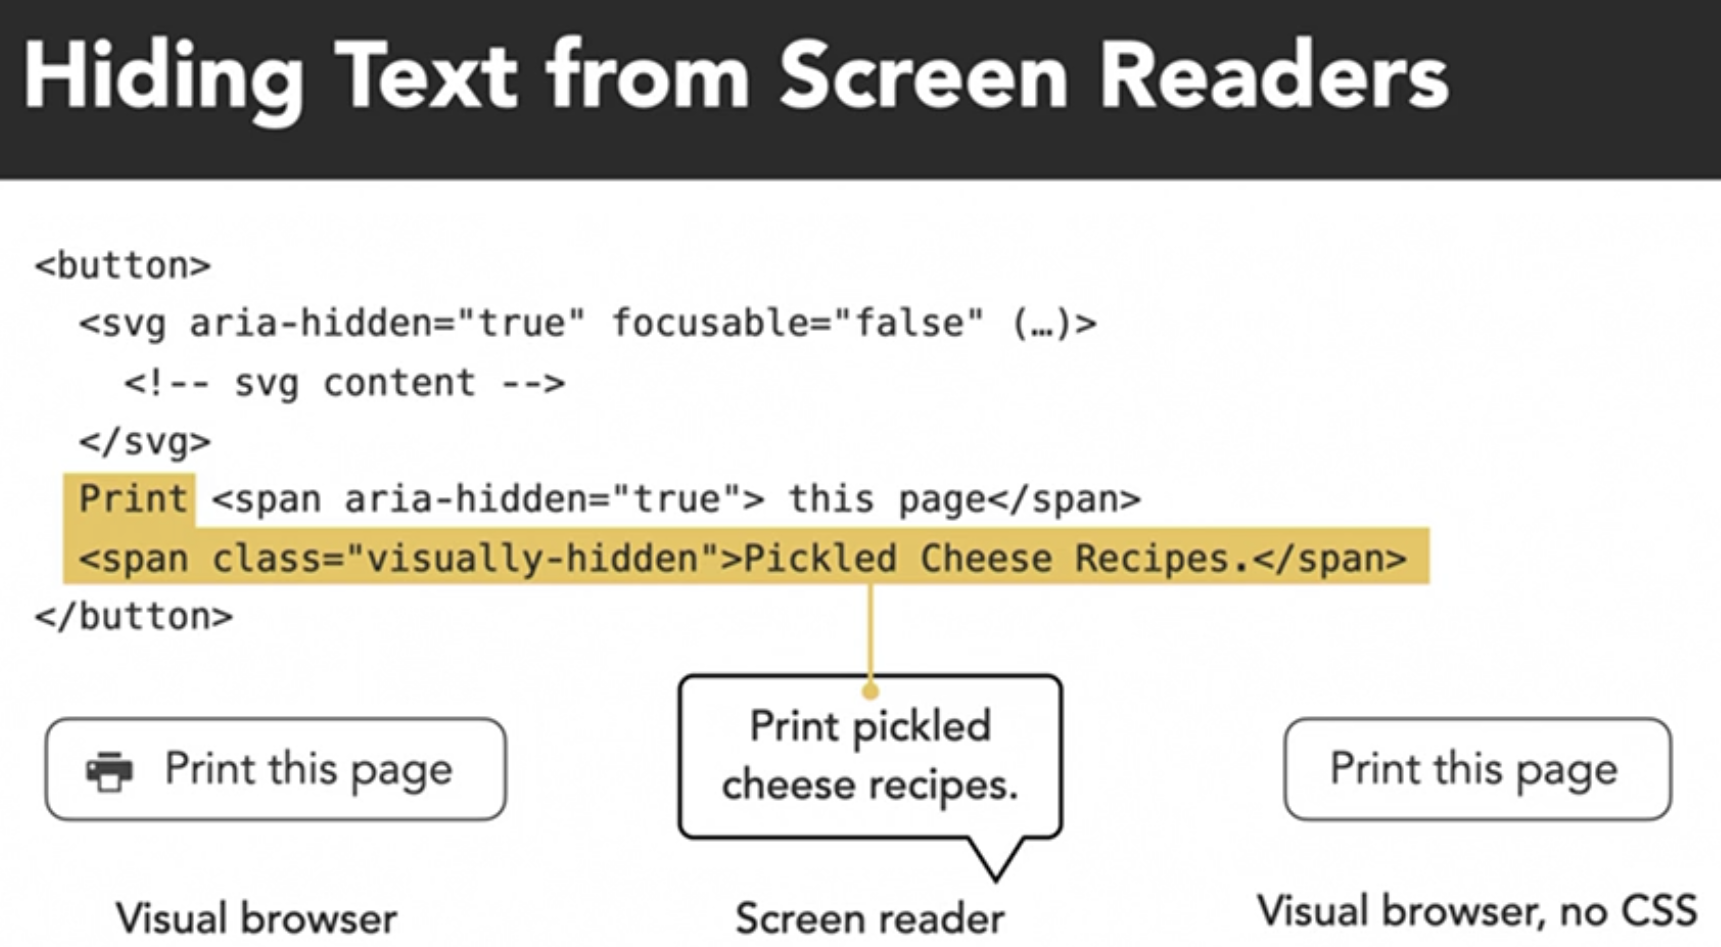 Hiding Text from Screen Readers
<button>
<svg aria-hidden="true" focusable="false" (…)>
<!-- svg content -->
</svg>
Print <span aria-hidden="true"> this page</span>
<span class="visually-hidden">Pickled Cheese Recipes.</span>
</button>
Print this page
Print pickled
cheese recipes.
Print this page
Visual browser
Screen reader
Visual browser, no CSS